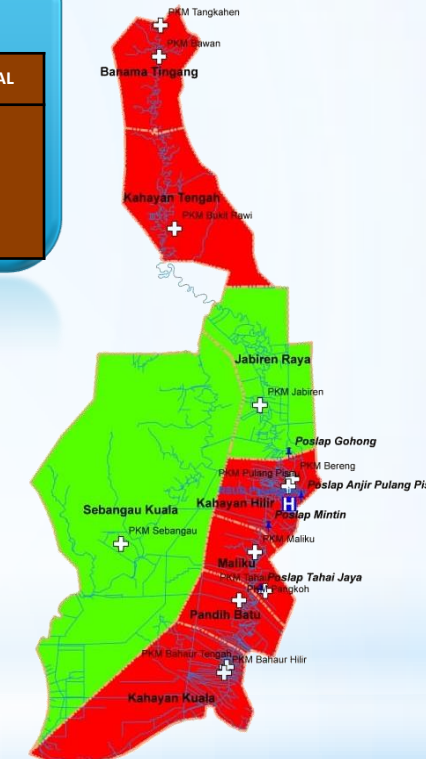 PKM Tangkahen
PKM Bawan
Banama Tingang
AL
Kahayan Tengah
PKM Bukit Rawi
Jabiren Raya
PKM Jabiren
Poslap Gohong
PKM Bereng
PKM Pulang Pisau
Poslap Anjir Pulang Pis
Kahayan Hilir
H
Sebangau Kuala
Poslap Mintin
PKM Sebangau
PKM Maliku
Maliku
PKM Tahai
Poslap Tahai Jaya
PKM Pangkoh
Pandih Batu
PKM Bahaur Tengah
PKM Bahaur Hilir
Kahayan Kuala